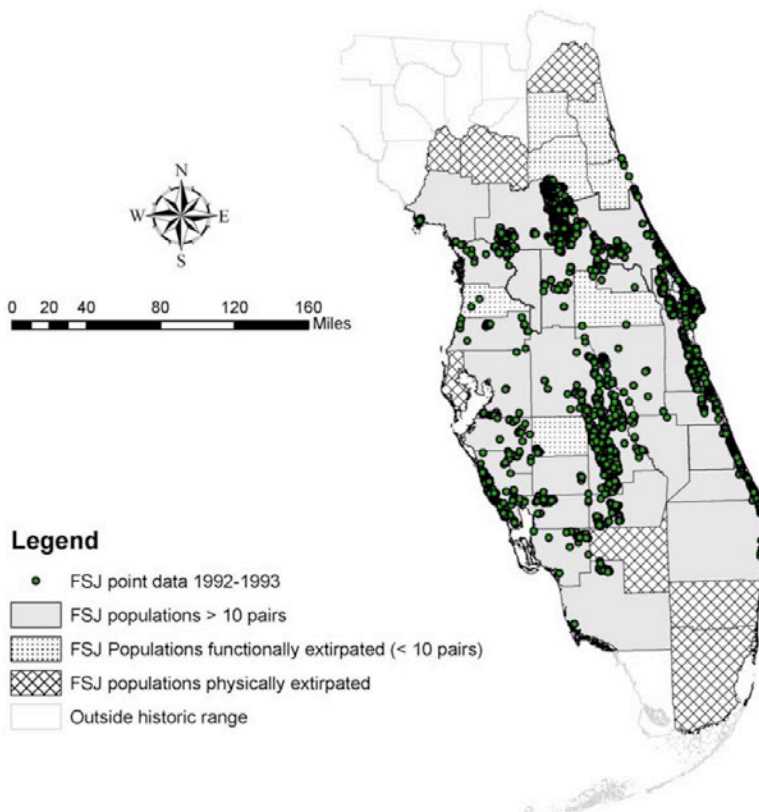 N
W E
S
0 20 40 80 120 160
Miles
Legend
FSJ point data 1992-1993
FSJ populations > 10 pairs
FSJ Populations functionally extirpated (< 10 pairs)
FSJ populations physically extirpated
Outside historic range